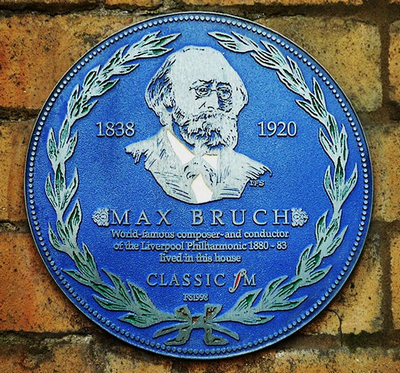 1838 1920
MAX BRUCH
World-famous composer and conductor
of the Liverpool Philharmonic 1880-83
lived in this house
CLASSIC fM